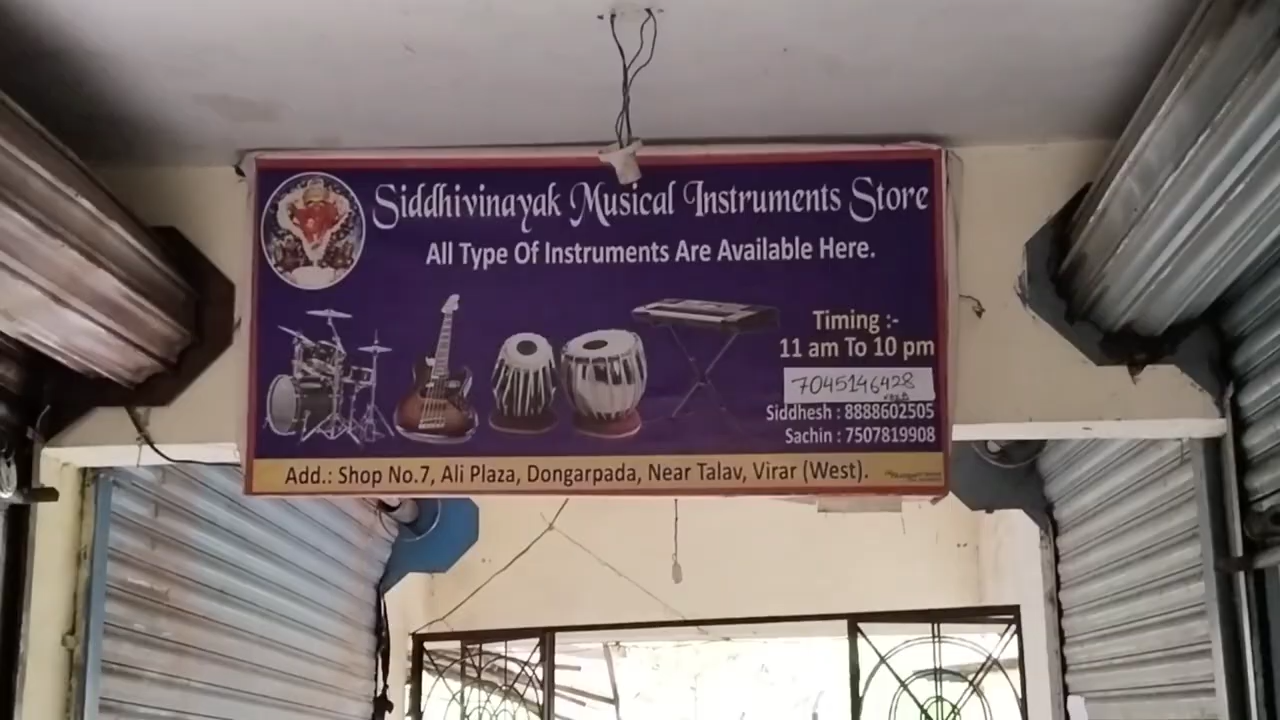 Siddhivinayak Musical Instruments Store
All Type Of Instruments Are Available Here.
Timing :-
11 am To 10 pm
7045146428
Siddhesh : 8888602505
Sachin : 7507819908
Add.: Shop No.7, Ali Plaza, Dongarpada, Near Talav, Virar (West).